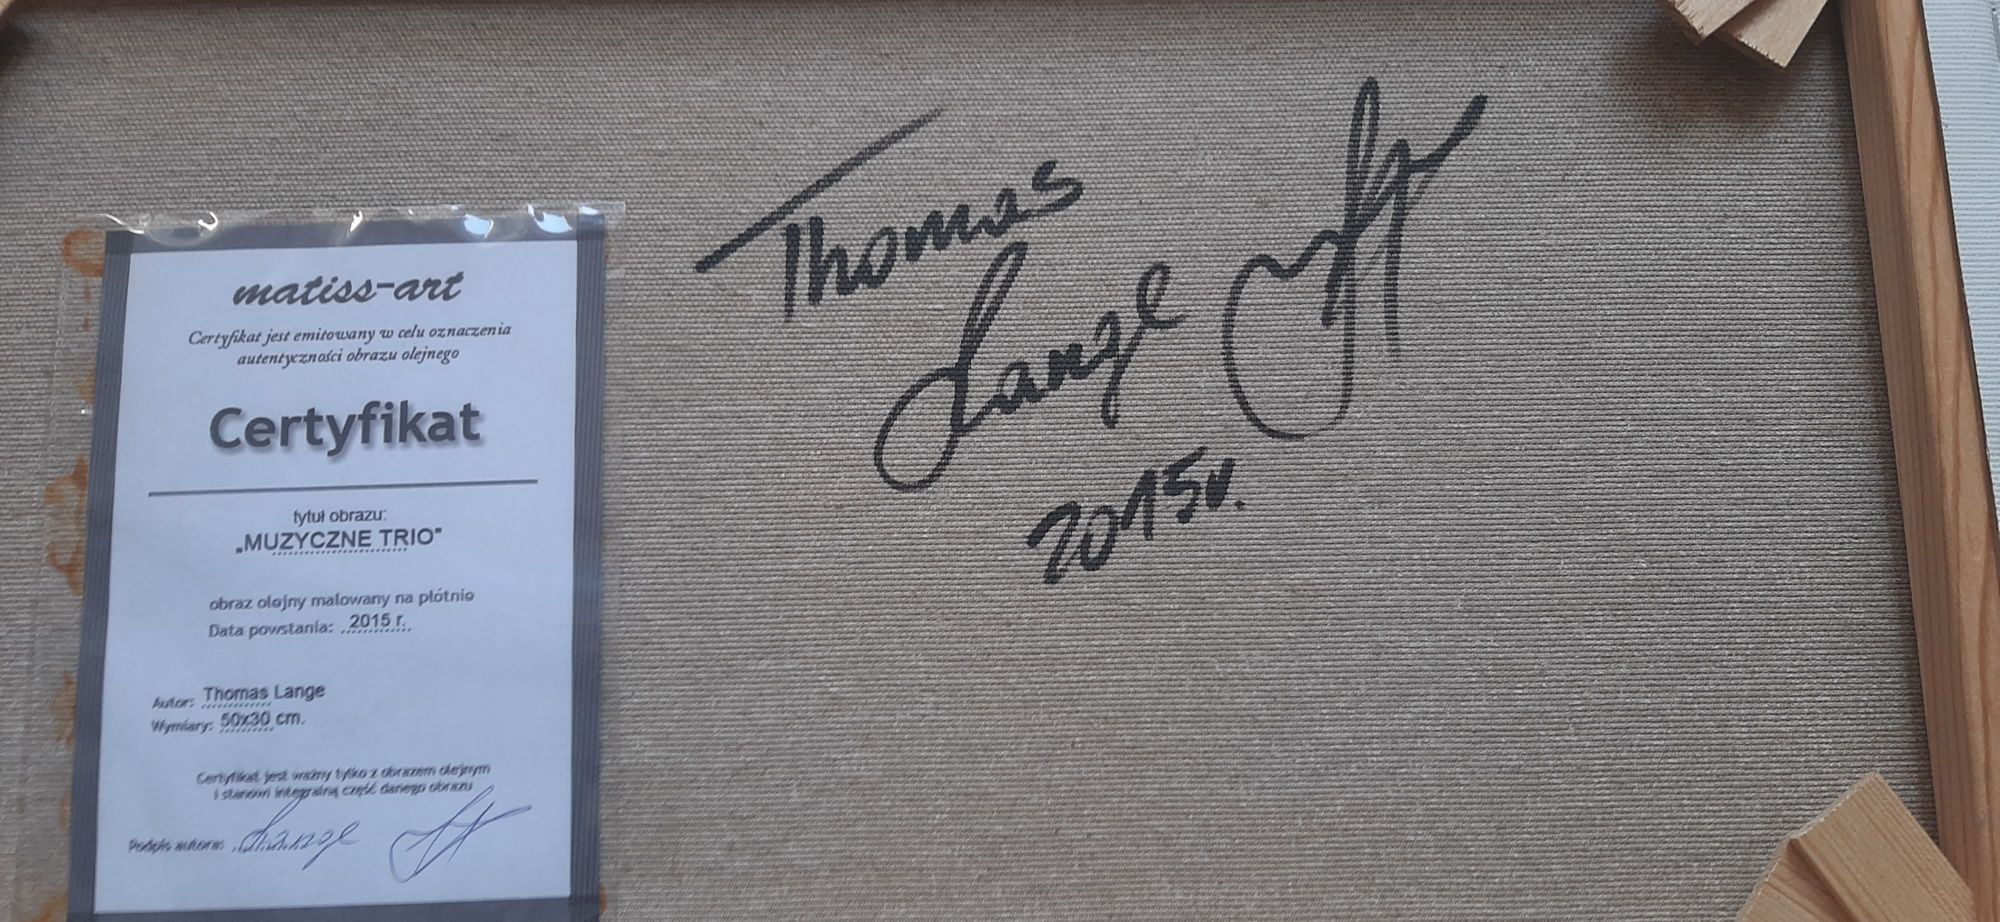 matiss-art
Certyfikat jest emitowany w celu oznaczenia
autentyczności obrazu olejnego
Certyfikat
tytuł obrazu:
„MUZYCZNE TRIO”
obraz olejny malowany na płótnie
Data powstania: 2015 r.
Autor: Thomas Lange
Wymiary: 50x30 cm.
Certyfikat jest ważny tylko z obrazem olejnym
i stanowi integralną część danego obrazu
Podpis autora: Lange
Thomas
Lange
2015r.